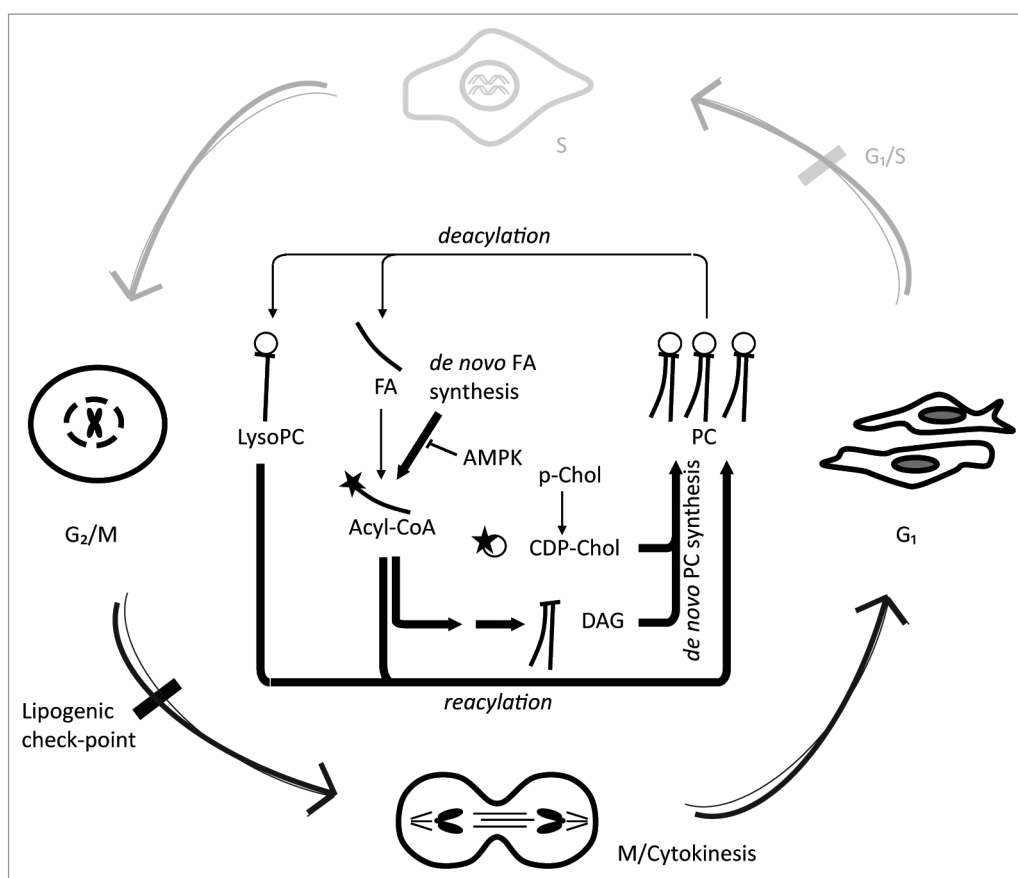 S
G₁/S
deacylation
de novo FA
synthesis
FA
LysoPC
PC
AMPK
p-Chol
Acyl-CoA
CDP-Chol
de novo PC synthesis
G₂/M
G₁
DAG
reacylation
Lipogenic
check-point
M/Cytokinesis